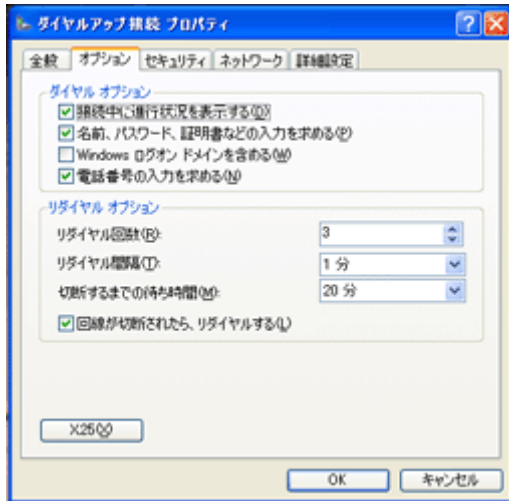 ダイヤルアップ接続 プロパティ
全般 オプション セキュリティ ネットワーク 詳細設定
ダイヤル オプション
接続中に進行状況を表示する(D)
名前、パスワード、証明書などの入力を求める(P)
Windows ログオン ドメインを含める(W)
電話番号の入力を求める(N)
リダイヤル オプション
リダイヤル回数(R): 3
リダイヤル間隔(T): 1 分
切断するまでの待ち時間(M): 20 分
回線が切断されたら、リダイヤルする(L)
X.25(X)
OK キャンセル